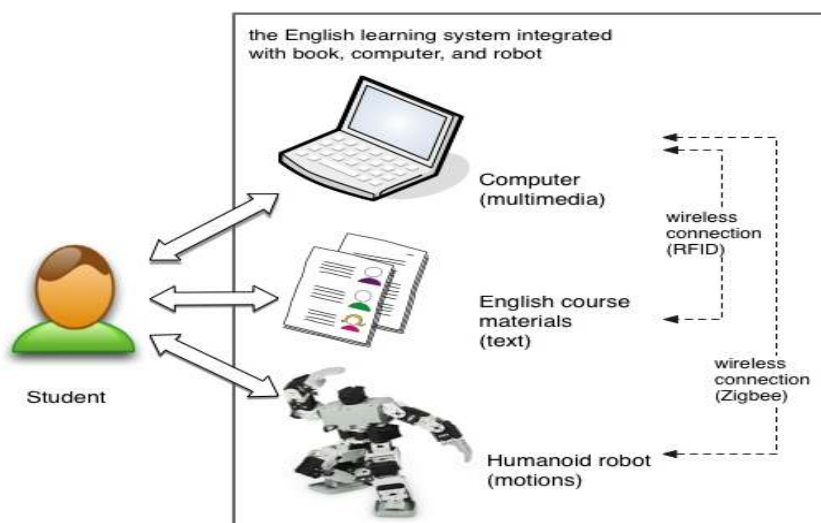 the English learning system integrated
with book, computer, and robot
Computer
(multimedia)
wireless
connection
(RFID)
English course
materials
(text)
wireless
connection
(Zigbee)
Student
Humanoid robot
(motions)